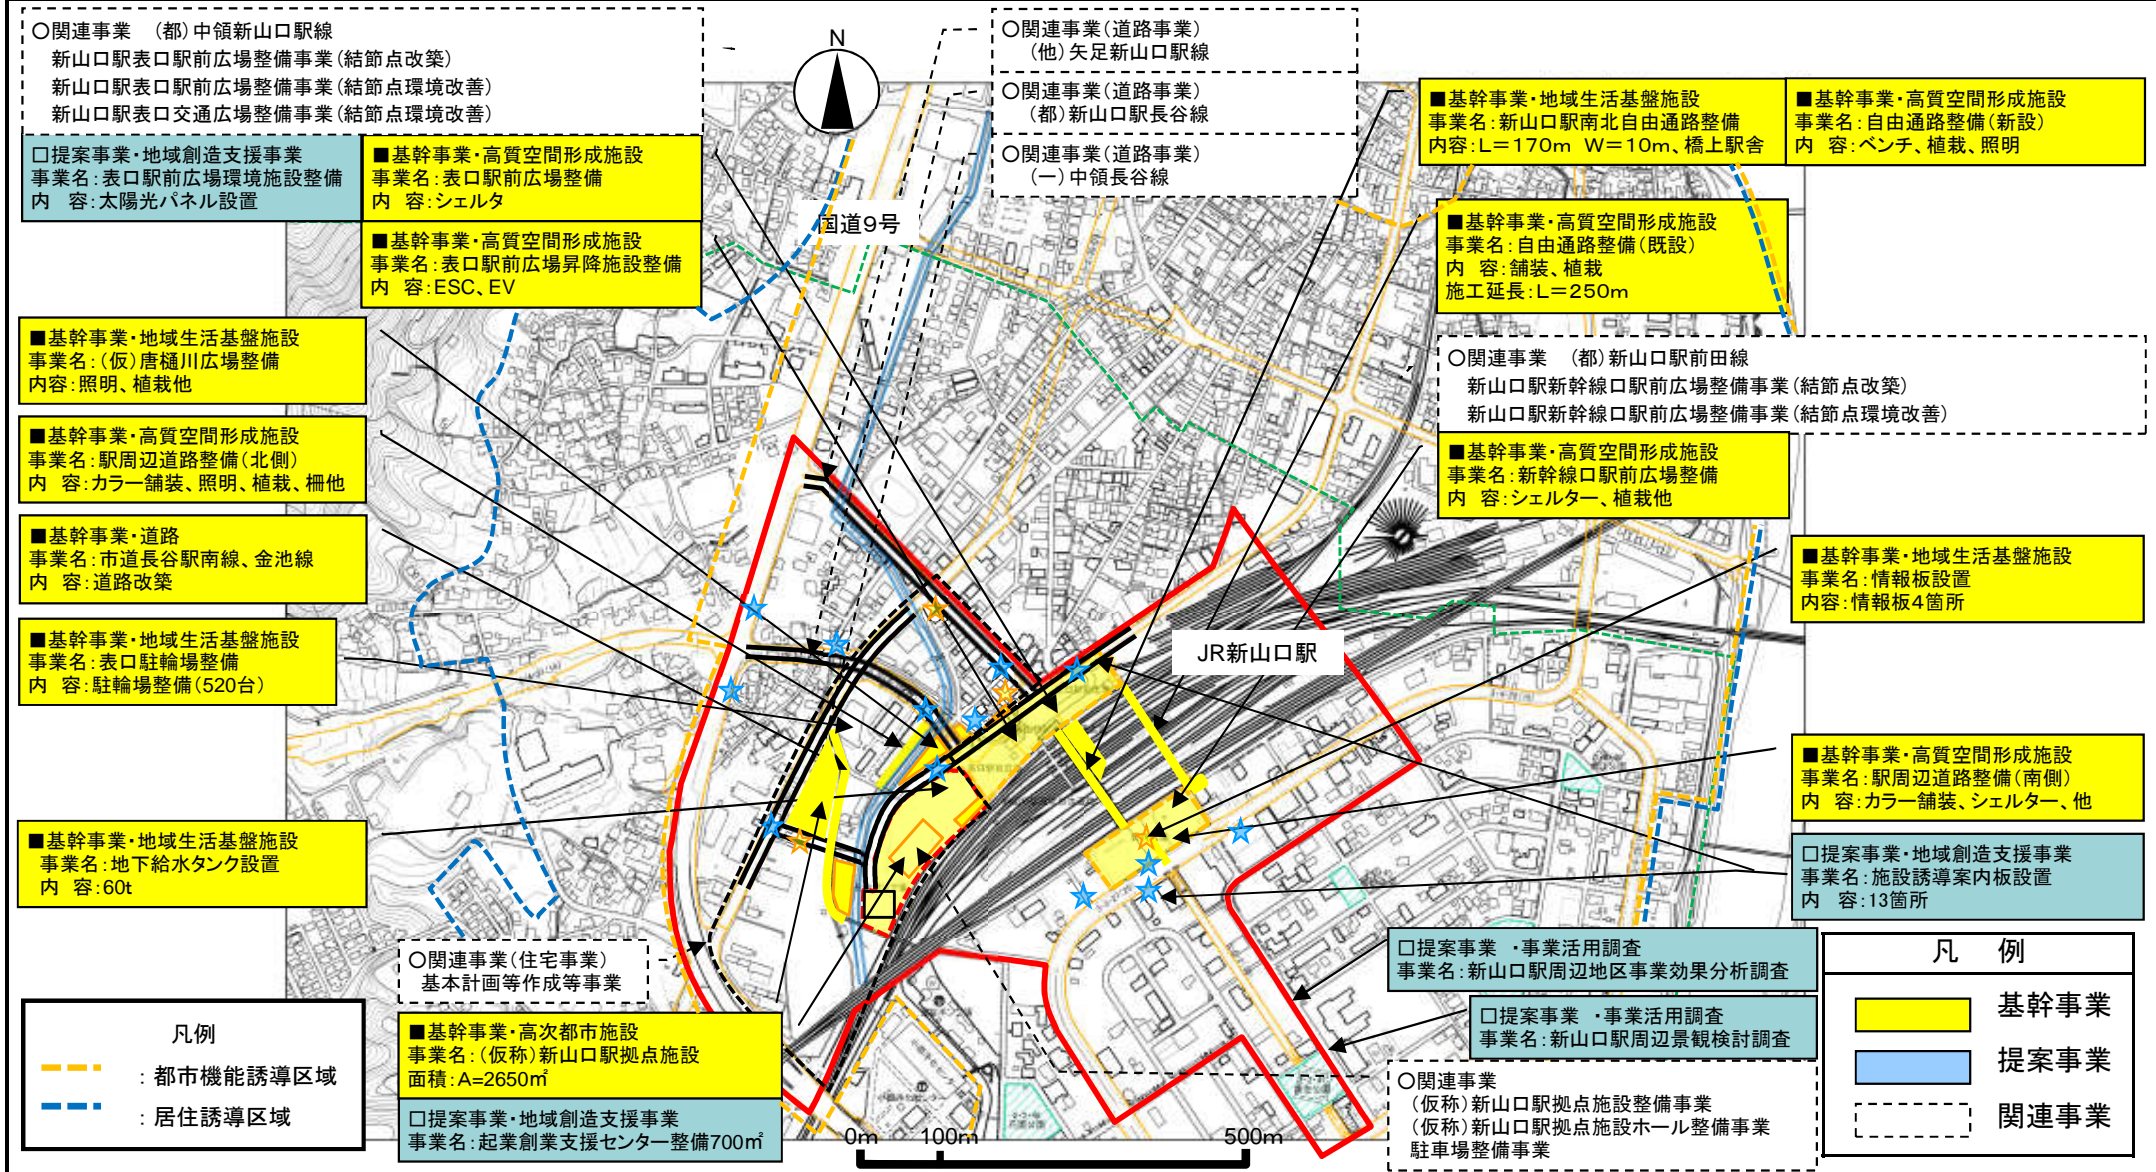 〇関連事業　(都)中領新山口駅線
新山口駅表口駅前広場整備事業(結節点改築)
新山口駅表口駅前広場整備事業(結節点環境改善)
新山口駅表口交通広場整備事業(結節点環境改善)
□提案事業・地域創造支援事業
事業名：表口駅前広場環境施設整備
内　容：太陽光パネル設置
■基幹事業・高質空間形成施設
事業名：表口駅前広場整備
内　容：シェルタ
■基幹事業・高質空間形成施設
事業名：表口駅前広場昇降施設整備
内　容：ESC、EV
N
国道9号
〇関連事業(道路事業)
(他)矢足新山口駅線
〇関連事業(道路事業)
(都)新山口駅長谷線
〇関連事業(道路事業)
(一)中領長谷線
■基幹事業・地域生活基盤施設
事業名：新山口駅南北自由通路整備
内容：L=170m　W=10m、橋上駅舎
■基幹事業・高質空間形成施設
事業名：自由通路整備(新設)
内　容：ベンチ、植栽、照明
■基幹事業・高質空間形成施設
事業名：自由通路整備(既設)
内　容：舗装、植栽
施工延長：L=250m
〇関連事業　(都)新山口駅前田線
新山口駅新幹線口駅前広場整備事業(結節点改築)
新山口駅新幹線口駅前広場整備事業(結節点環境改善)
■基幹事業・高質空間形成施設
事業名：新幹線口駅前広場整備
内　容：シェルター、植栽他
■基幹事業・地域生活基盤施設
事業名：(仮)唐樋川広場整備
内容：照明、植栽他
■基幹事業・高質空間形成施設
事業名：駅周辺道路整備(北側)
内　容：カラー舗装、照明、植栽、柵他
■基幹事業・道路
事業名：市道長谷駅南線、金池線
内　容：道路改築
■基幹事業・地域生活基盤施設
事業名：表口駐輪場整備
内　容：駐輪場整備(520台)
■基幹事業・地域生活基盤施設
事業名：地下給水タンク設置
内　容：60t
JR新山口駅
■基幹事業・地域生活基盤施設
事業名：情報板設置
内容：情報板4箇所
■基幹事業・高質空間形成施設
事業名：駅周辺道路整備(南側)
内　容：カラー舗装、シェルター、他
□提案事業・地域創造支援事業
事業名：施設誘導案内板設置
内　容：13箇所
〇関連事業(住宅事業)
基本計画等作成等事業
□提案事業　・事業活用調査
事業名：新山口駅周辺地区事業効果分析調査
□提案事業　・事業活用調査
事業名：新山口駅周辺景観検討調査
■基幹事業・高次都市施設
事業名：(仮称)新山口駅拠点施設
面積：A=2650㎡
□提案事業・地域創造支援事業
事業名：起業創業支援センター整備700㎡
〇関連事業
(仮称)新山口駅拠点施設整備事業
(仮称)新山口駅拠点施設ホール整備事業
駐車場整備事業
凡例
：都市機能誘導区域
：居住誘導区域
凡　例
基幹事業
提案事業
関連事業
0m　100m　500m